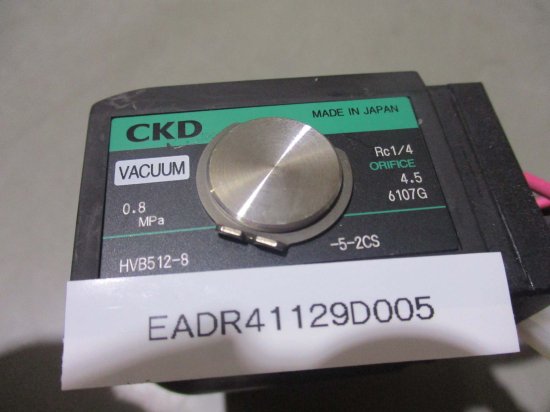 CKD
MADE IN JAPAN
VACUUM
Rc1/4
ORIFICE
4.5
6107G
0.8
MPa
HVB512-8
-5-2CS
EADR41129D005